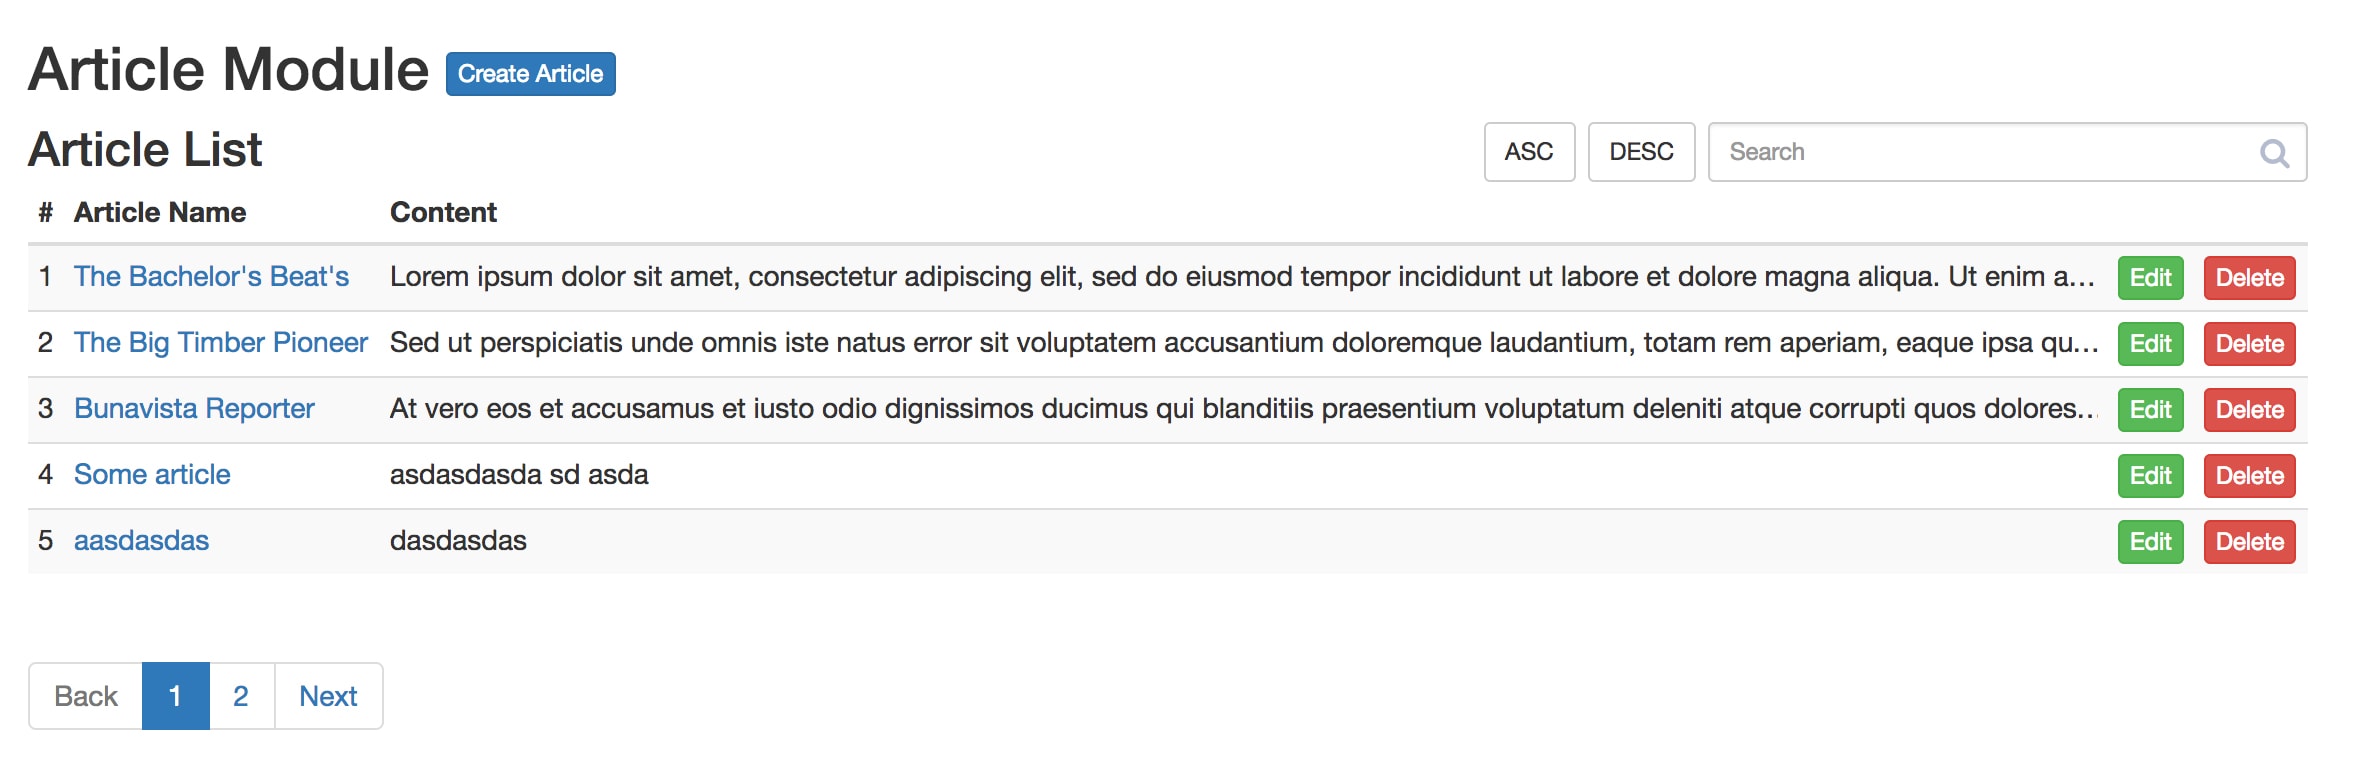 Article Module Create Article
Article List ASC DESC Search
# Article Name Content
1 The Bachelor's Beat's Lorem ipsum dolor sit amet, consectetur adipiscing elit, sed do eiusmod tempor incididunt ut labore et dolore magna aliqua. Ut enim a... Edit Delete
2 The Big Timber Pioneer Sed ut perspiciatis unde omnis iste natus error sit voluptatem accusantium doloremque laudantium, totam rem aperiam, eaque ipsa qu... Edit Delete
3 Bunavista Reporter At vero eos et accusamus et iusto odio dignissimos ducimus qui blanditiis praesentium voluptatum deleniti atque corrupti quos dolores... Edit Delete
4 Some article asdasdasda sd asda Edit Delete
5 aasdasdas dasdasdas Edit Delete
Back 1 2 Next